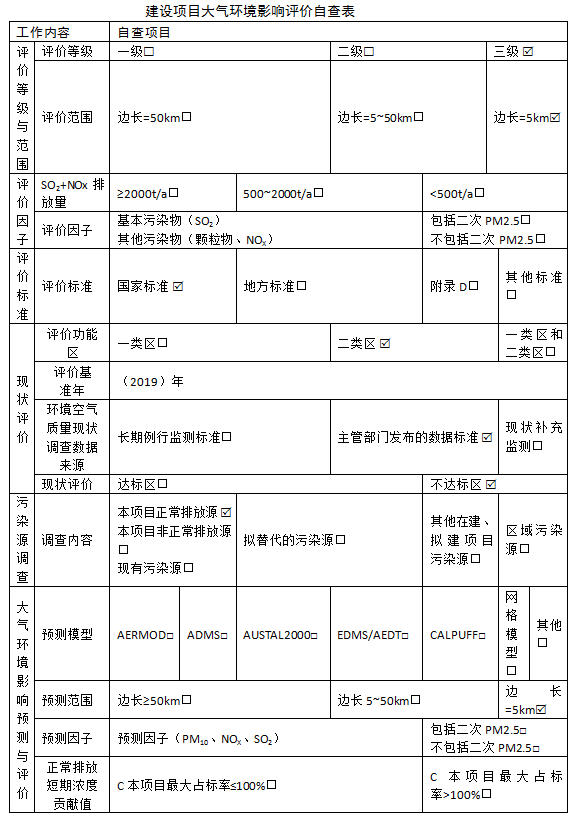 建设项目大气环境影响评价自查表
工作内容 自查项目
评价等级与范围 评价等级 一级□ 二级□ 三级☑
评价范围 边长=50km□ 边长=5~50km□ 边长=5km☑
评价因子 SO₂+NOx 排放量 ≥2000t/a□ 500~2000t/a□ <500t/a□
评价因子 基本污染物（SO₂） 包括二次 PM2.5□
其他污染物（颗粒物、NOₓ） 不包括二次 PM2.5□
评价标准 评价标准 国家标准☑ 地方标准□ 附录 D□ 其他标准□
现状评价 评价功能区 一类区□ 二类区☑ 一类区和二类区□
评价基准年 （2019）年
环境空气质量现状调查数据来源 长期例行监测标准□ 主管部门发布的数据标准☑ 现状补充监测□
现状评价 达标区□ 不达标区☑
污染源调查 调查内容 本项目正常排放源☑
本项目非正常排放源□
现有污染源□
拟替代的污染源□ 其他在建、拟建项目污染源□ 区域污染源□
大气环境影响预测与评价 预测模型 AERMOD□ ADMS□ AUSTAL2000□ EDMS/AEDT□ CALPUFF□ 网格模型□ 其他□
预测范围 边长≥50km□ 边长 5~50km□ 边长=5km☑
预测因子 预测因子（PM₁₀、NOₓ、SO₂） 包括二次 PM2.5□
不包括二次 PM2.5□
正常排放短期浓度贡献值 C 本项目最大占标率≤100%□ C 本项目最大占标率>100%□